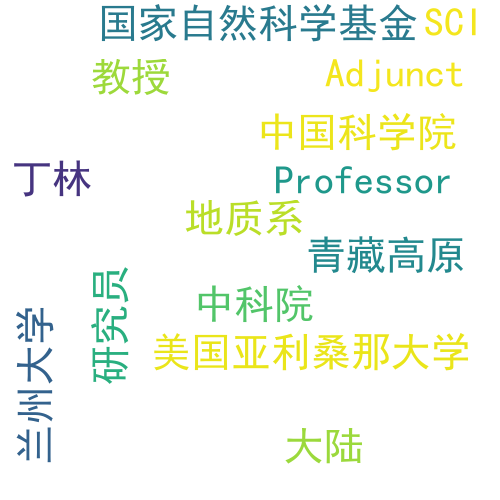 国家自然科学基金 SCI
教授 Adjunct
中国科学院
丁林 Professor
地质系
青藏高原
研究员
中科院
兰州大学
美国亚利桑那大学
大陆